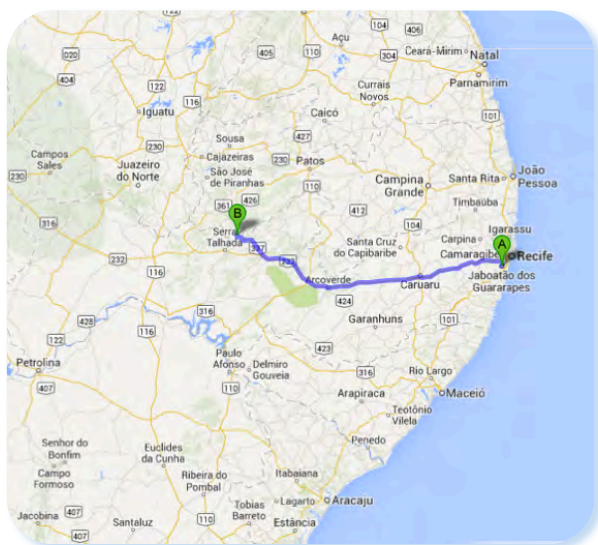 104
406
020
405
110
Açu
304
Ceará-Mirim
Natal
404
122
116
Currais
Novos
Parnamirim
Iguatu
Caicó
101
427
230
Sousa
Campos
Sales
Cajazeiras
230
Patos
João
Pessoa
Juazeiro
do Norte
São José
de Piranhas
Campina
Grande
Santa Rita
230
110
Timbaúba
361
426
B
412
316
104
Igarassu
Serra
Talhada
Santa Cruz
do Capibaribe
Carpina
A
Camaragibe
Recife
232
116
Arcoverde
Caruaru
Jaboatão dos
Guararapes
424
316
Garanhuns
101
428
116
122
423
Petrolina
Paulo
Afonso
Delmiro
Gouveia
316
Rio Largo
407
110
Arapiraca
Maceió
Teotônio
Vilela
Senhor do
Bonfim
Euclides
da Cunha
Penedo
Campo
Formoso
Itabaiana
Ribeira do
Pombal
Lagarto
Aracaju
Jacobina
407
Santaluz
110
Tobias
Barreto
Estância